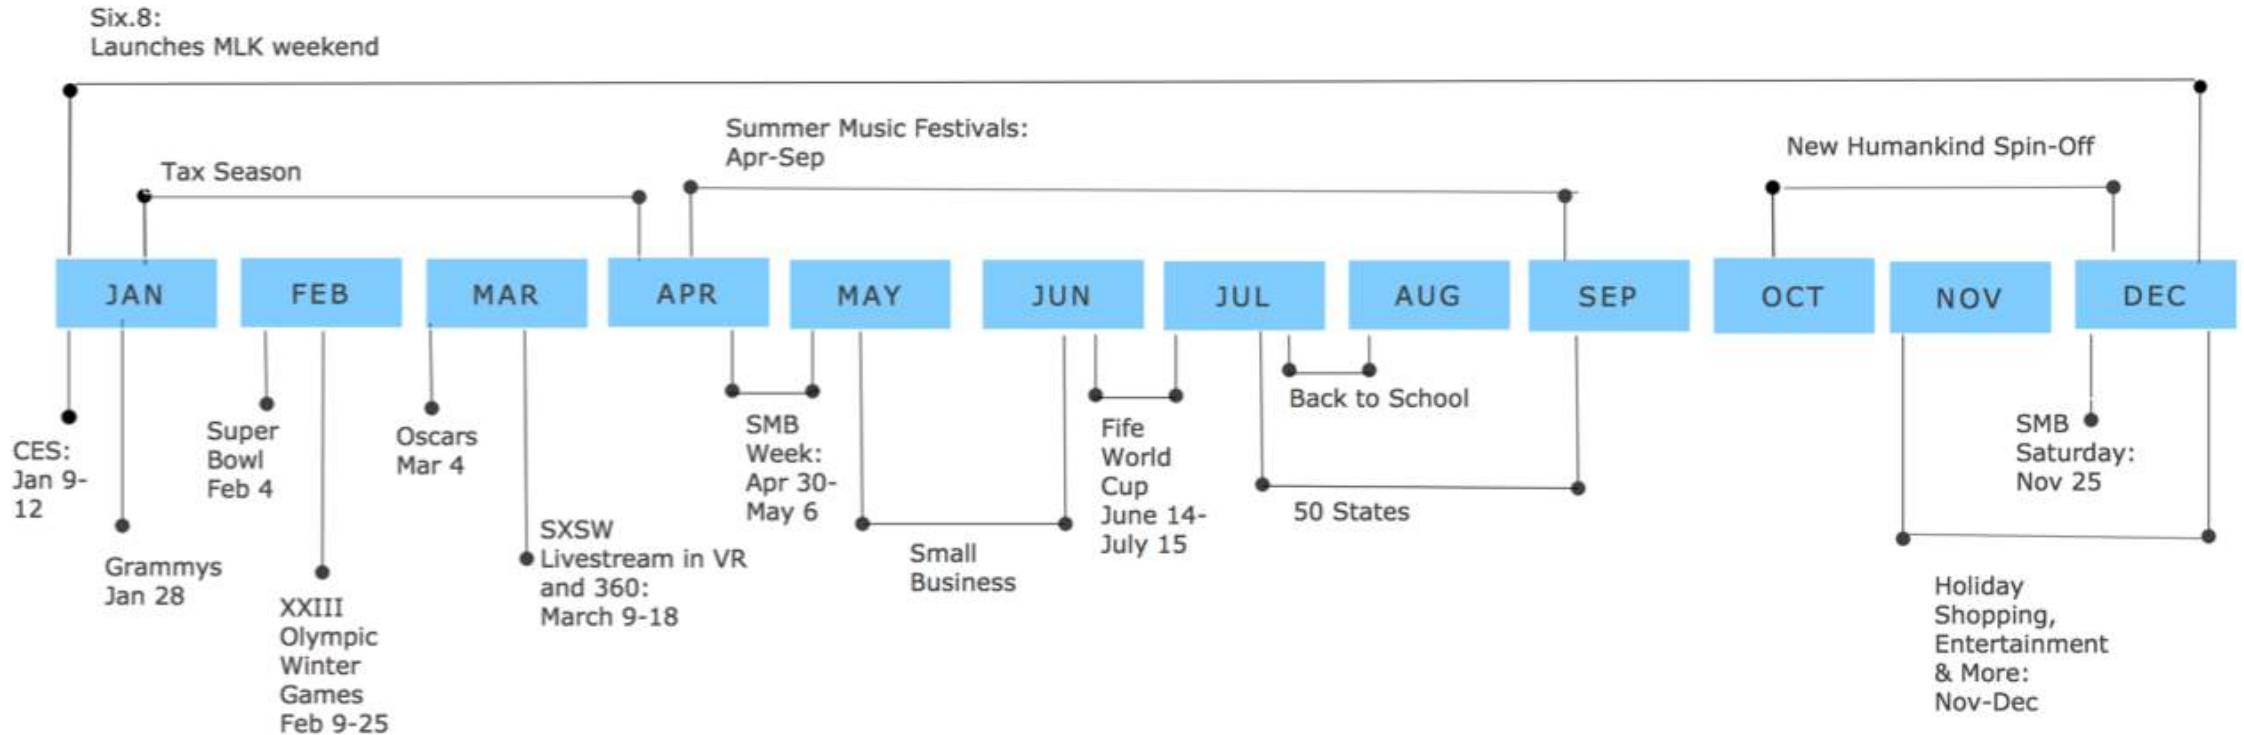 Six.8:
Launches MLK weekend
Summer Music Festivals:
Apr-Sep
New Humankind Spin-Off
Tax Season
JAN
FEB
MAR
APR
MAY
JUN
JUL
AUG
SEP
OCT
NOV
DEC
CES:
Jan 9-
12
Grammys
Jan 28
Super
Bowl
Feb 4
XXIII
Olympic
Winter
Games
Feb 9-25
Oscars
Mar 4
SXSW
Livestream in VR
and 360:
March 9-18
SMB
Week:
Apr 30-
May 6
Small
Business
Fife
World
Cup
June 14-
July 15
Back to School
50 States
SMB
Saturday:
Nov 25
Holiday
Shopping,
Entertainment
& More:
Nov-Dec